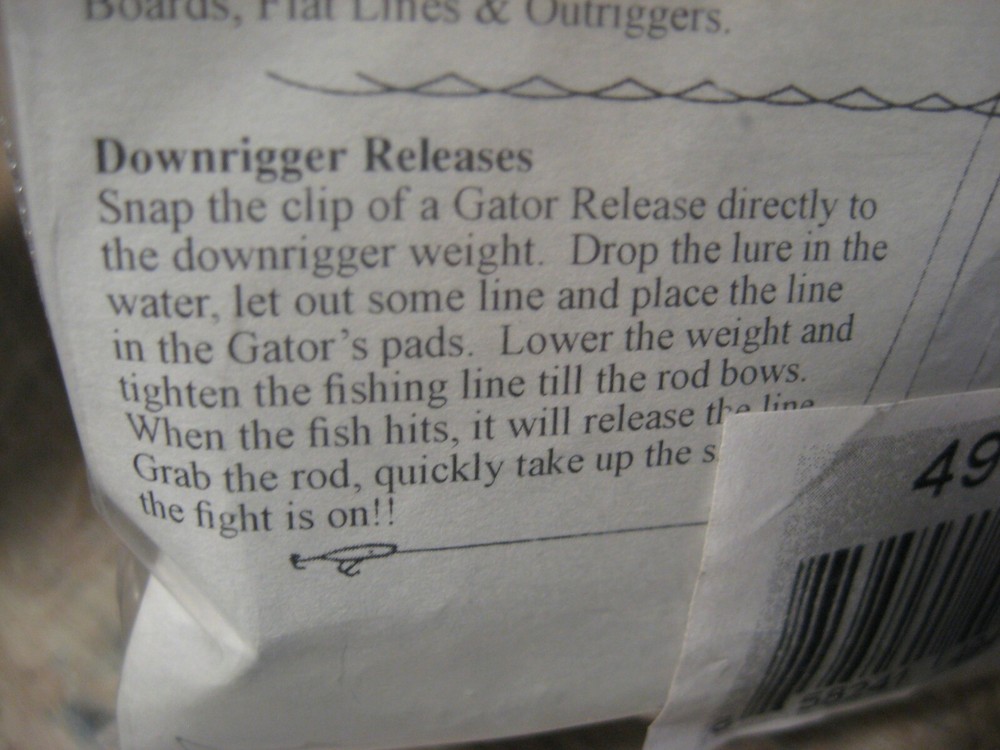 Boards, Flat Lines & Outriggers.
Downrigger Releases
Snap the clip of a Gator Release directly to
the downrigger weight. Drop the lure in the
water, let out some line and place the line
in the Gator's pads. Lower the weight and
tighten the fishing line till the rod bows.
When the fish hits, it will release the line
Grab the rod, quickly take up the s
the fight is on!!
49